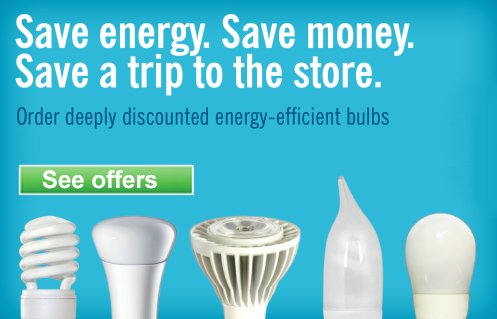 Save energy. Save money.
Save a trip to the store.
Order deeply discounted energy-efficient bulbs
See offers